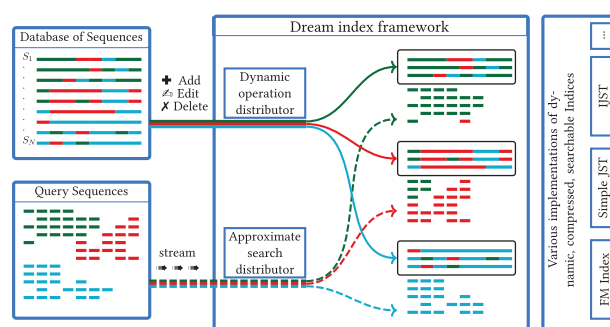 Database of Sequences
S1
.
.
.
.
.
SN
✚ Add
✍ Edit
✗ Delete
Query Sequences
stream
Dream index framework
Dynamic
operation
distributor
Approximate
search
distributor
Various implementations of dy-
namic, compressed, searchable Indices
...
IJST
Simple JST
FM Index